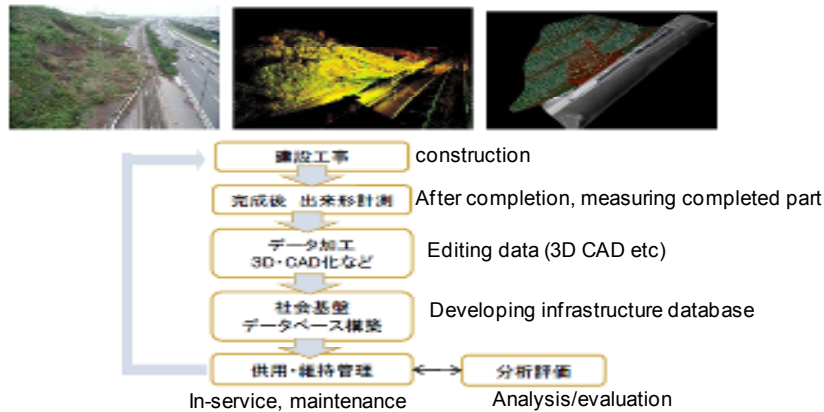 建設工事
construction
完成後 出来形計測
After completion, measuring completed part
データ加工
3D・CAD化など
Editing data (3D CAD etc)
社会基盤
データベース構築
Developing infrastructure database
供用・維持管理
分析評価
In-service, maintenance
Analysis/evaluation